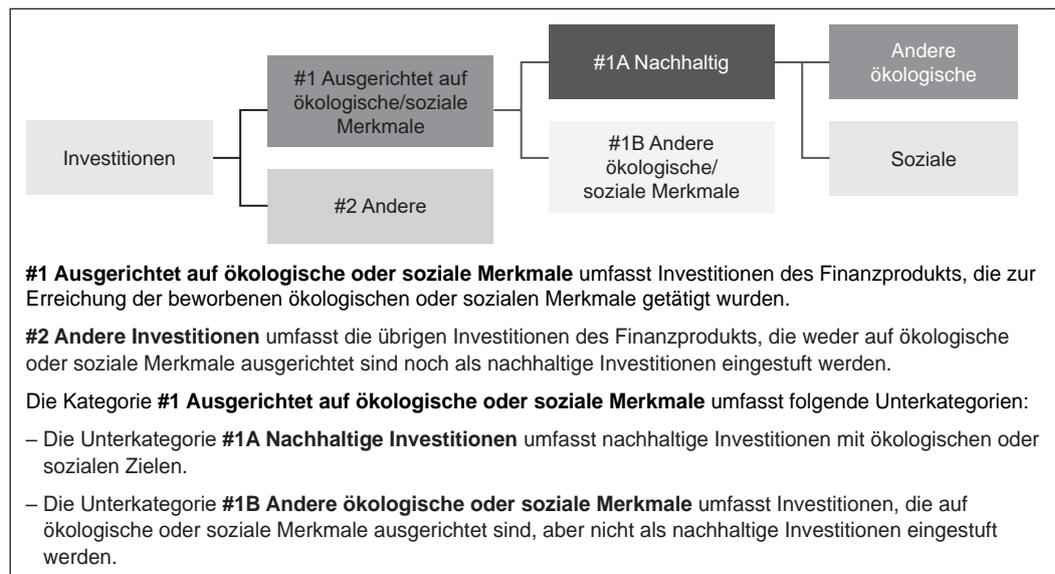 Investitionen
#1 Ausgerichtet auf
ökologische/soziale
Merkmale
#2 Andere
#1A Nachhaltig
#1B Andere
ökologische/
soziale Merkmale
Andere
ökologische
Soziale
#1 Ausgerichtet auf ökologische oder soziale Merkmale umfasst Investitionen des Finanzprodukts, die zur
Erreichung der beworbenen ökologischen oder sozialen Merkmale getätigt wurden.
#2 Andere Investitionen umfasst die übrigen Investitionen des Finanzprodukts, die weder auf ökologische
oder soziale Merkmale ausgerichtet sind noch als nachhaltige Investitionen eingestuft werden.
Die Kategorie #1 Ausgerichtet auf ökologische oder soziale Merkmale umfasst folgende Unterkategorien:
– Die Unterkategorie #1A Nachhaltige Investitionen umfasst nachhaltige Investitionen mit ökologischen oder
sozialen Zielen.
– Die Unterkategorie #1B Andere ökologische oder soziale Merkmale umfasst Investitionen, die auf
ökologische oder soziale Merkmale ausgerichtet sind, aber nicht als nachhaltige Investitionen eingestuft
werden.